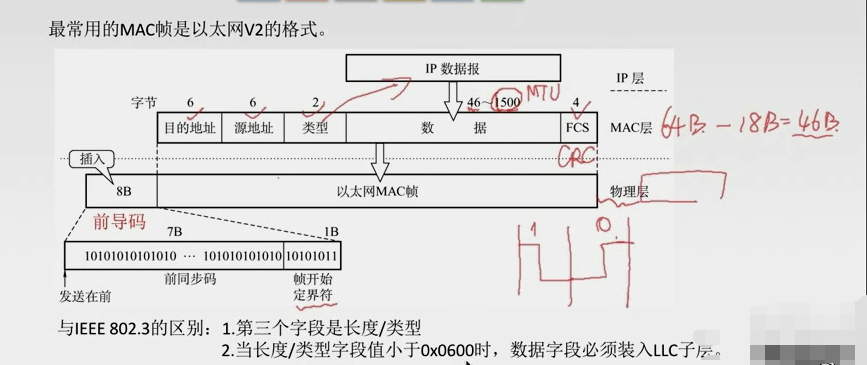 最常用的MAC帧是以太网V2的格式。
IP 数据报
IP 层
字节 6 6 2 46~1500 4
MTU
目的地址 源地址 类型 数 据 FCS MAC层
64B - 18B = 46B
CRC
插入
8B 以太网MAC帧 物理层
前导码
7B 1B
1 0
10101010101010 … 101010101010 10101011
前同步码 帧开始
定界符
发送在前
与IEEE 802.3的区别：1.第三个字段是长度/类型
2.当长度/类型字段值小于0x0600时，数据字段必须装入LLC子层。